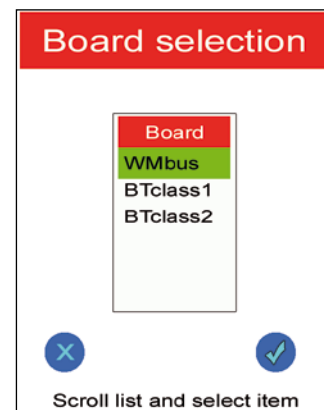 Board selection
Board
WMbus
BTclass1
BTclass2
Scroll list and select item